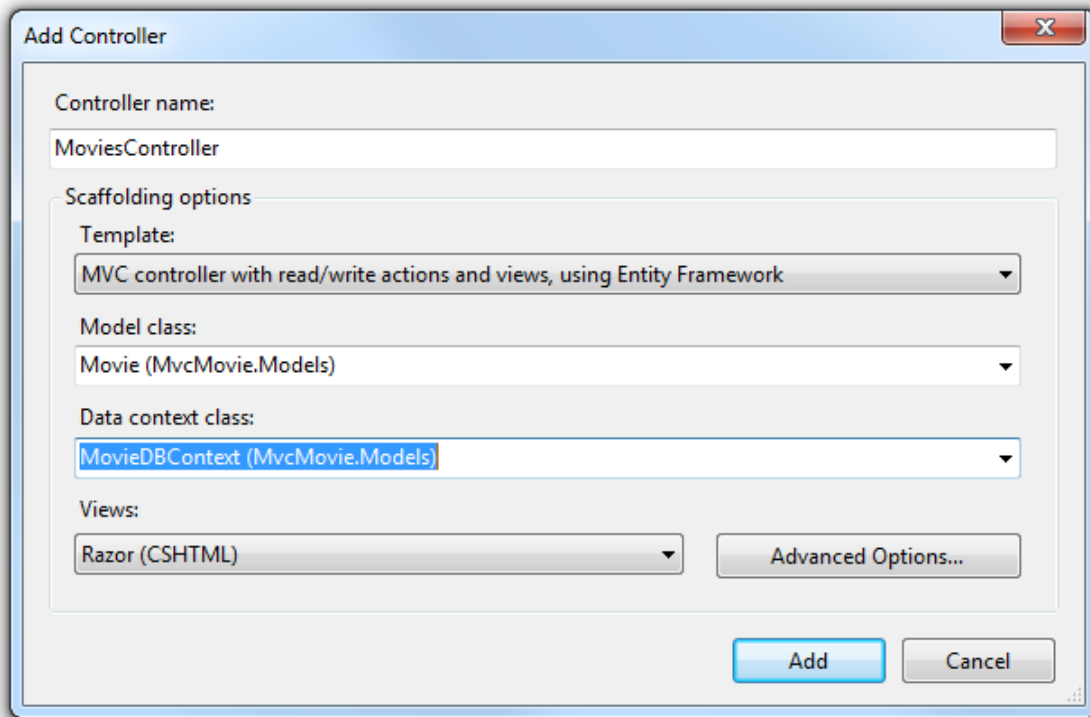 Add Controller
Controller name:
MoviesController
Scaffolding options
Template:
MVC controller with read/write actions and views, using Entity Framework
Model class:
Movie (MvcMovie.Models)
Data context class:
MovieDBContext (MvcMovie.Models)
Views:
Razor (CSHTML)
Advanced Options...
Add
Cancel